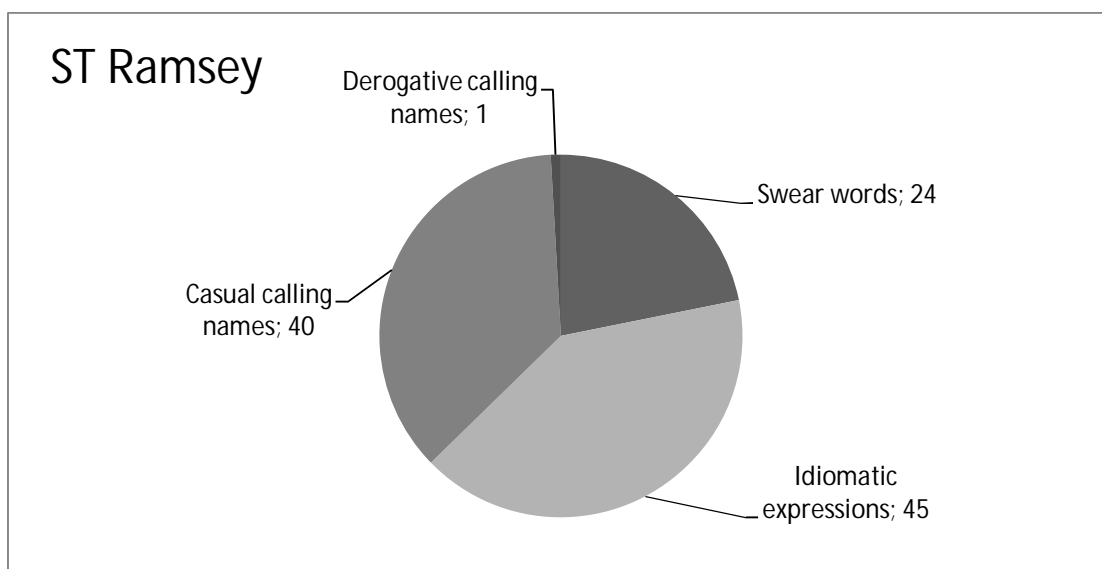 ST Ramsey
Derogative calling
names; 1
Swear words; 24
Casual calling
names; 40
Idiomatic
expressions; 45